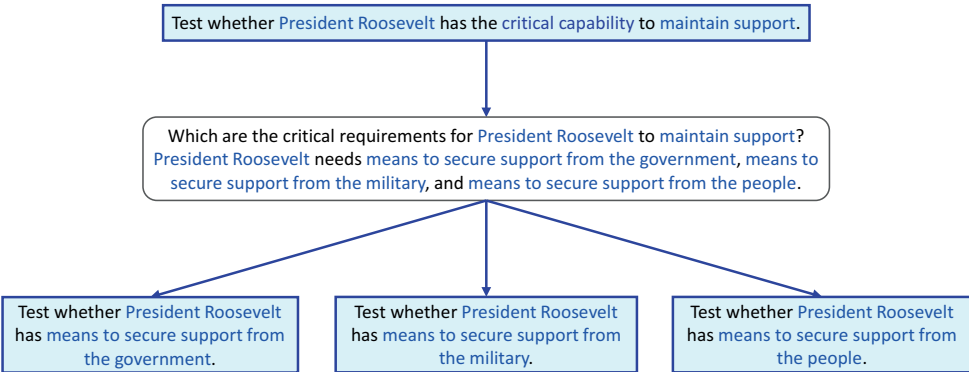 Test whether President Roosevelt has the critical capability to maintain support.
Which are the critical requirements for President Roosevelt to maintain support?
President Roosevelt needs means to secure support from the government, means to
secure support from the military, and means to secure support from the people.
Test whether President Roosevelt
has means to secure support from
the government.
Test whether President Roosevelt
has means to secure support from
the military.
Test whether President Roosevelt
has means to secure support from
the people.